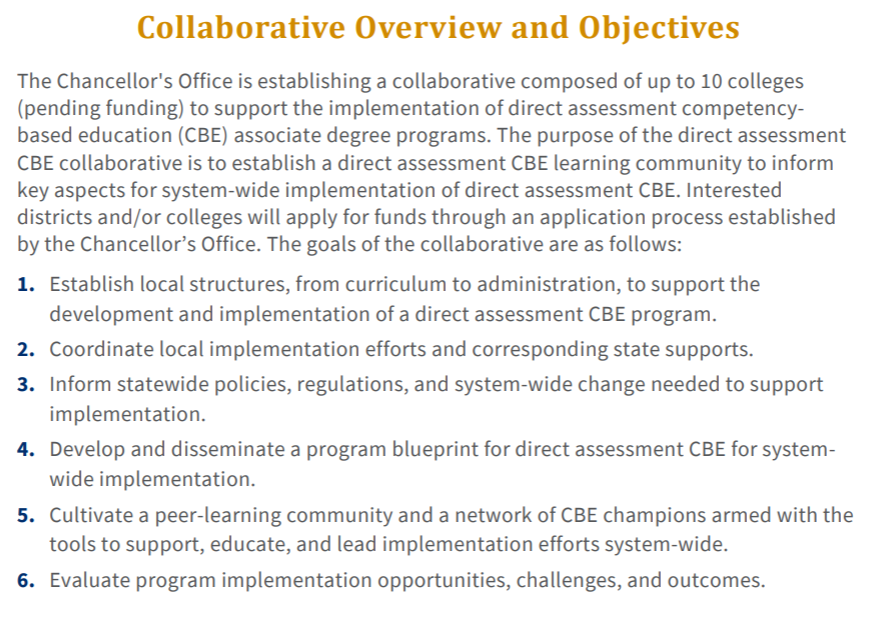 Collaborative Overview and Objectives
The Chancellor's Office is establishing a collaborative composed of up to 10 colleges
(pending funding) to support the implementation of direct assessment competency-
based education (CBE) associate degree programs. The purpose of the direct assessment
CBE collaborative is to establish a direct assessment CBE learning community to inform
key aspects for system-wide implementation of direct assessment CBE. Interested
districts and/or colleges will apply for funds through an application process established
by the Chancellor’s Office. The goals of the collaborative are as follows:
1. Establish local structures, from curriculum to administration, to support the
development and implementation of a direct assessment CBE program.
2. Coordinate local implementation efforts and corresponding state supports.
3. Inform statewide policies, regulations, and system-wide change needed to support
implementation.
4. Develop and disseminate a program blueprint for direct assessment CBE for system-
wide implementation.
5. Cultivate a peer-learning community and a network of CBE champions armed with the
tools to support, educate, and lead implementation efforts system-wide.
6. Evaluate program implementation opportunities, challenges, and outcomes.